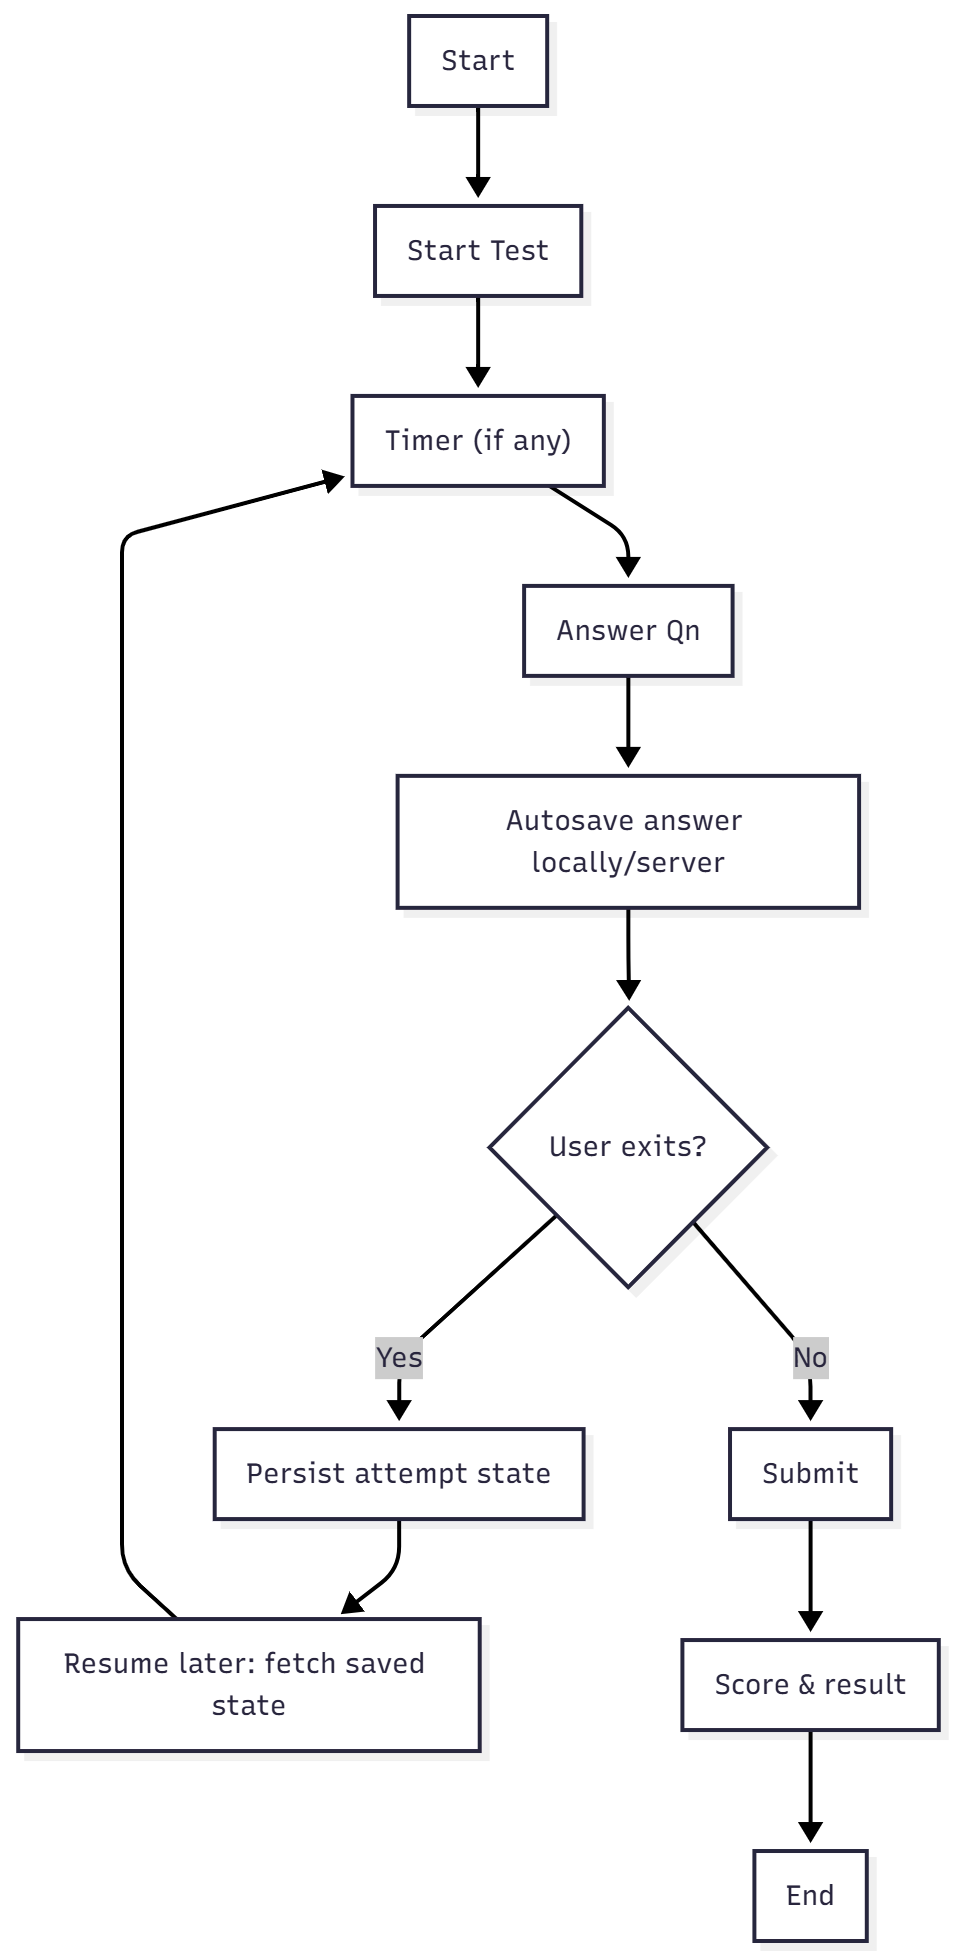 Start
Start Test
Timer (if any)
Answer Qn
Autosave answer
locally/server
User exits?
Yes
No
Persist attempt state
Submit
Resume later: fetch saved
state
Score & result
End